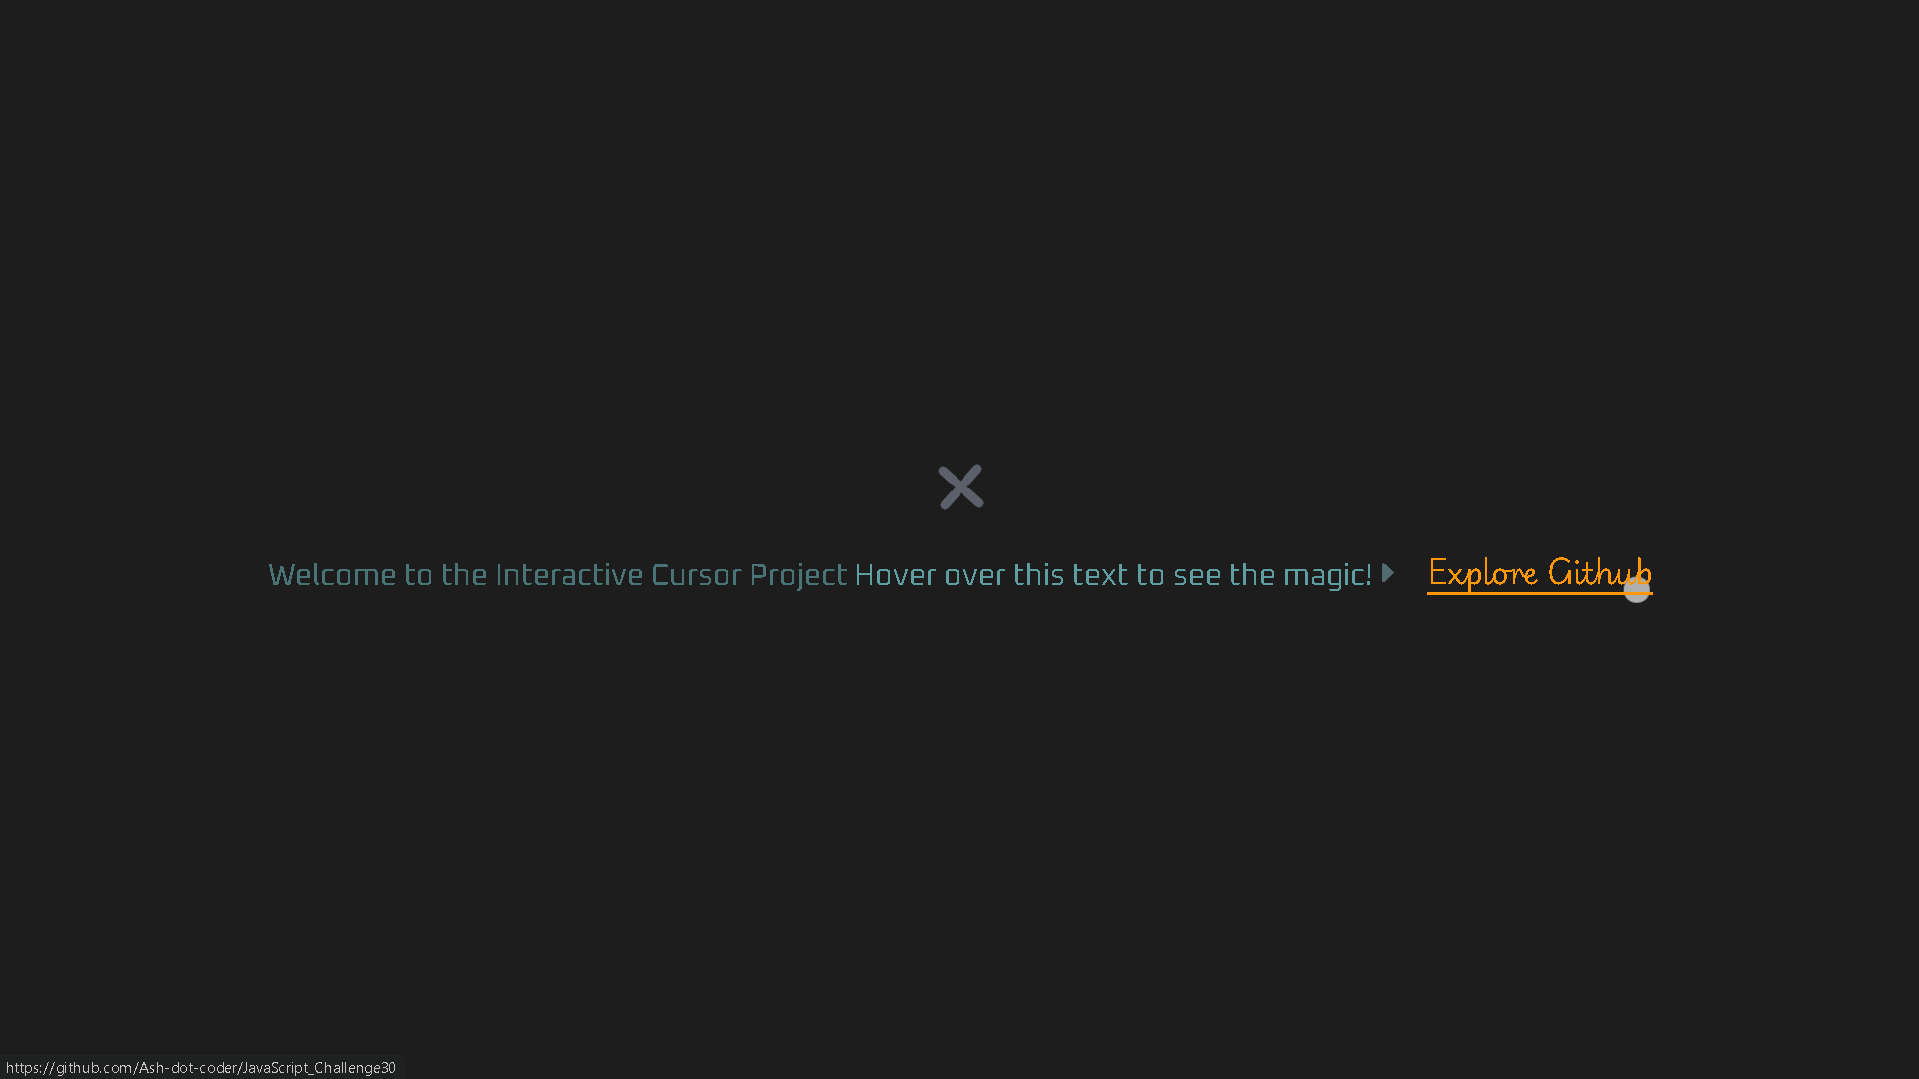 Welcome to the Interactive Cursor Project Hover over this text to see the magic! Explore Github
https://github.com/Ash-dot-coder/JavaScript_Challenge30